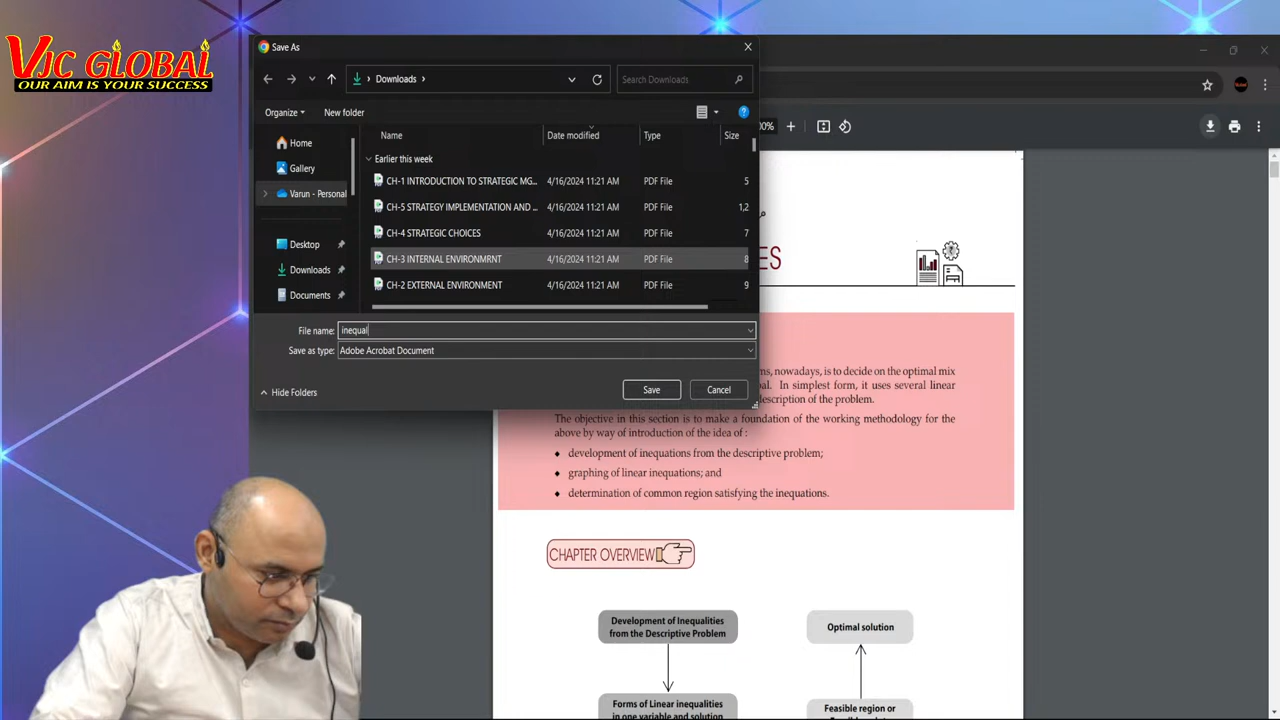 VJC GLOBAL
OUR AIM IS YOUR SUCCESS
Save As
Downloads
Search Downloads
Organize
New folder
Name
Date modified
Type
Size
Home
Gallery
Varun - Personal
Desktop
Downloads
Documents
Earlier this week
CH-1 INTRODUCTION TO STRATEGIC MG... 4/16/2024 11:21 AM PDF File 5
CH-5 STRATEGY IMPLEMENTATION AND ... 4/16/2024 11:21 AM PDF File 1,2
CH-4 STRATEGIC CHOICES 4/16/2024 11:21 AM PDF File 7
CH-3 INTERNAL ENVIRONMRNT 4/16/2024 11:21 AM PDF File 8
CH-2 EXTERNAL ENVIRONMENT 4/16/2024 11:21 AM PDF File 9
File name: inequal
Save as type: Adobe Acrobat Document
Hide Folders
Save
Cancel
00%
ES
ms, nowadays, is to decide on the optimal mix
al. In simplest form, it uses several linear
description of the problem.
The objective in this section is to make a foundation of the working methodology for the
above by way of introduction of the idea of :
♦ development of inequations from the descriptive problem;
♦ graphing of linear inequations; and
♦ determination of common region satisfying the inequations.
CHAPTER OVERVIEW
Development of Inequalities
from the Descriptive Problem
Optimal solution
Forms of Linear inequalities
in one variable and solution
Feasible region or